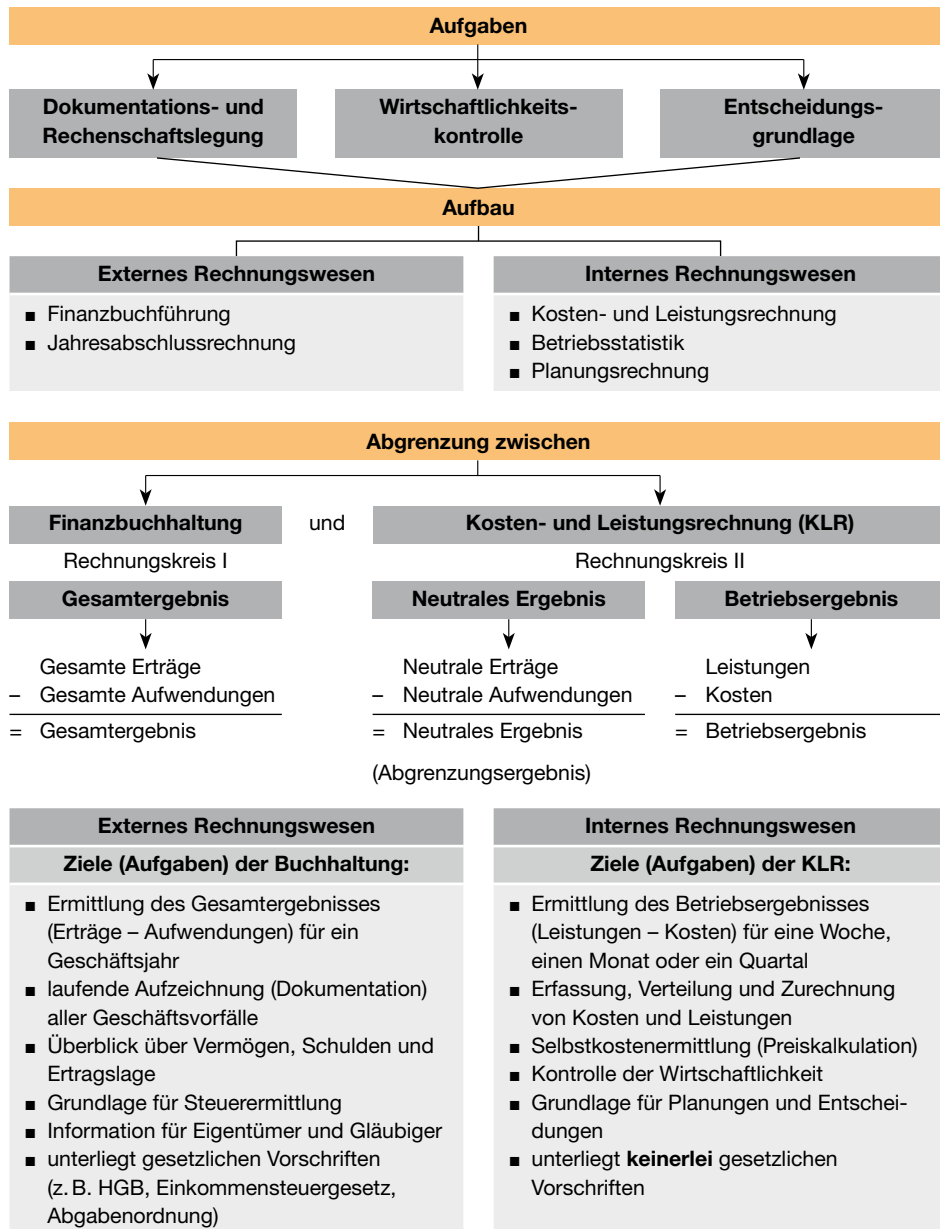 Aufgaben
Dokumentations- und
Rechenschaftslegung
Wirtschaftlichkeits-
kontrolle
Entscheidungs-
grundlage
Aufbau
Externes Rechnungswesen
■ Finanzbuchführung
■ Jahresabschlussrechnung
Internes Rechnungswesen
■ Kosten- und Leistungsrechnung
■ Betriebsstatistik
■ Planungsrechnung
Abgrenzung zwischen
Finanzbuchhaltung
und
Kosten- und Leistungsrechnung (KLR)
Rechnungskreis I
Rechnungskreis II
Gesamtergebnis
Gesamte Erträge
– Gesamte Aufwendungen
= Gesamtergebnis
Neutrales Ergebnis
Neutrale Erträge
– Neutrale Aufwendungen
= Neutrales Ergebnis
(Abgrenzungsergebnis)
Betriebsergebnis
Leistungen
– Kosten
= Betriebsergebnis
Externes Rechnungswesen
Ziele (Aufgaben) der Buchhaltung:
■ Ermittlung des Gesamtergebnisses
(Erträge – Aufwendungen) für ein
Geschäftsjahr
■ laufende Aufzeichnung (Dokumentation)
aller Geschäftsvorfälle
■ Überblick über Vermögen, Schulden und
Ertragslage
■ Grundlage für Steuerermittlung
■ Information für Eigentümer und Gläubiger
■ unterliegt gesetzlichen Vorschriften
(z. B. HGB, Einkommensteuergesetz,
Abgabenordnung)
Internes Rechnungswesen
Ziele (Aufgaben) der KLR:
■ Ermittlung des Betriebsergebnisses
(Leistungen – Kosten) für eine Woche,
einen Monat oder ein Quartal
■ Erfassung, Verteilung und Zurechnung
von Kosten und Leistungen
■ Selbstkostenermittlung (Preiskalkulation)
■ Kontrolle der Wirtschaftlichkeit
■ Grundlage für Planungen und Entschei-
dungen
■ unterliegt keinerlei gesetzlichen
Vorschriften